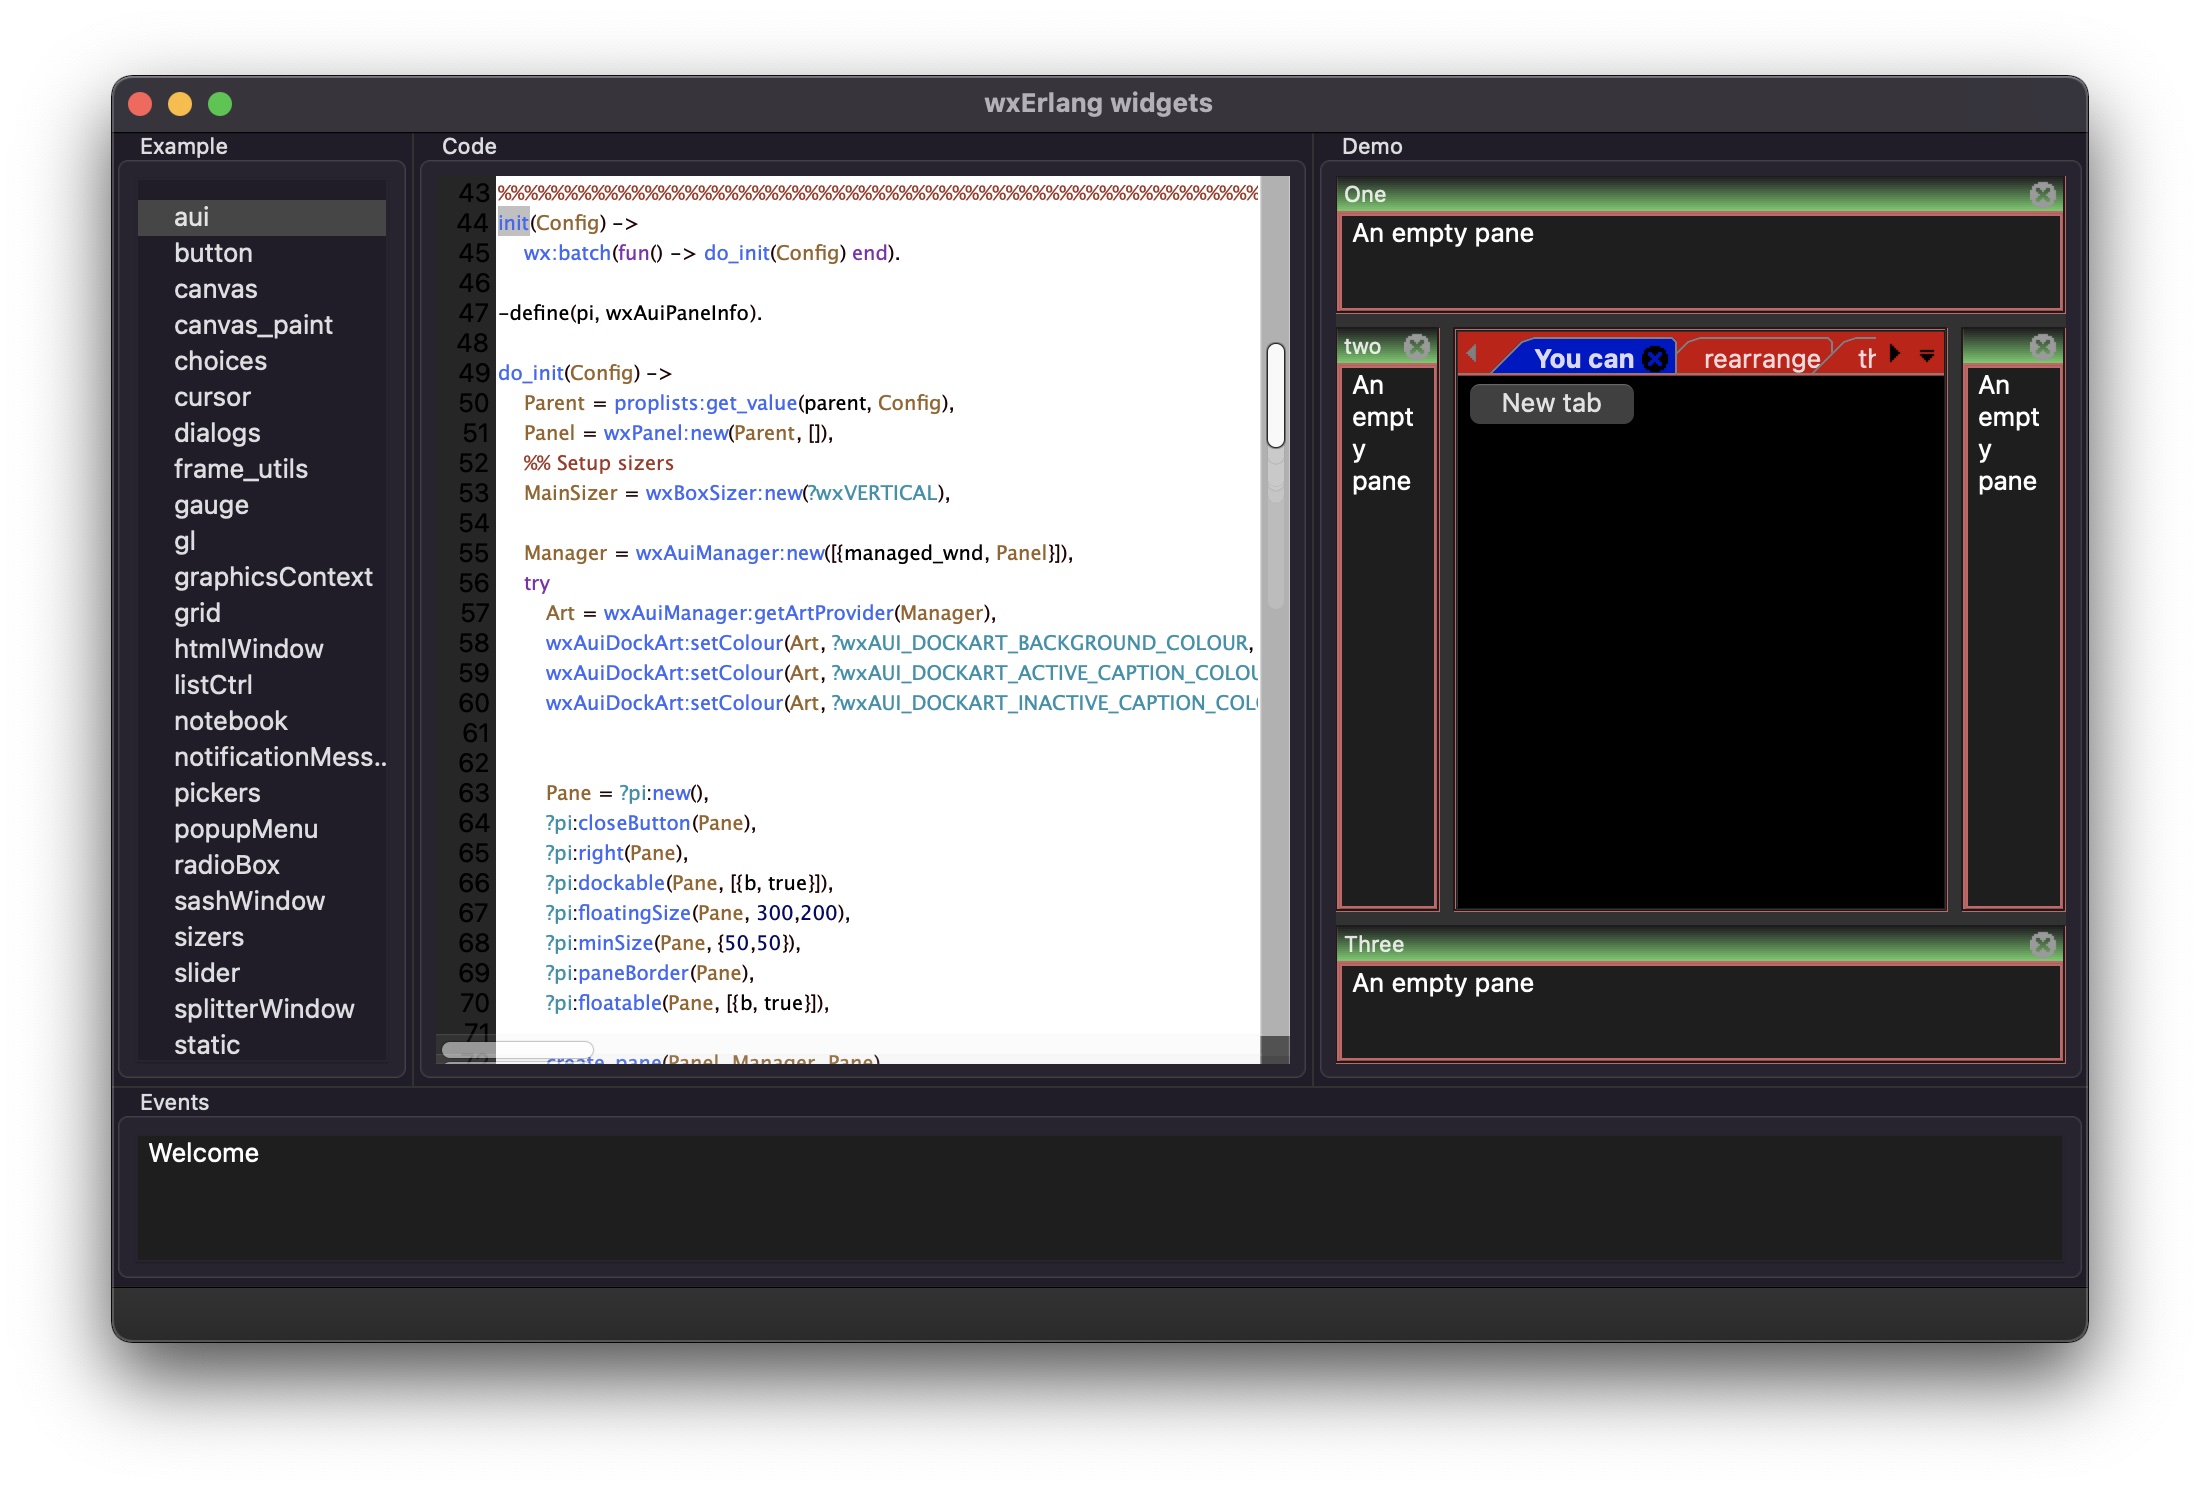 wxErlang widgets
Example
aui
button
canvas
canvas_paint
choices
cursor
dialogs
frame_utils
gauge
gl
graphicsContext
grid
htmlWindow
listCtrl
notebook
notificationMess..
pickers
popupMenu
radioBox
sashWindow
sizers
slider
splitterWindow
static
Code
43 %%%%%%%%%%%%%%%%%%%%%%%%%%%%%%%%%%%%%%%%%%%%%%%%%%%%%%%%%
44 init(Config) ->
45 wx:batch(fun() -> do_init(Config) end).
46
47 -define(pi, wxAuiPaneInfo).
48
49 do_init(Config) ->
50 Parent = proplists:get_value(parent, Config),
51 Panel = wxPanel:new(Parent, []),
52 %% Setup sizers
53 MainSizer = wxBoxSizer:new(?wxVERTICAL),
54
55 Manager = wxAuiManager:new([{managed_wnd, Panel}]),
56 try
57 Art = wxAuiManager:getArtProvider(Manager),
58 wxAuiDockArt:setColour(Art, ?wxAUI_DOCKART_BACKGROUND_COLOUR,
59 wxAuiDockArt:setColour(Art, ?wxAUI_DOCKART_ACTIVE_CAPTION_COLOU
60 wxAuiDockArt:setColour(Art, ?wxAUI_DOCKART_INACTIVE_CAPTION_COL
61
62
63 Pane = ?pi:new(),
64 ?pi:closeButton(Pane),
65 ?pi:right(Pane),
66 ?pi:dockable(Pane, [{b, true}]),
67 ?pi:floatingSize(Pane, 300,200),
68 ?pi:minSize(Pane, {50,50}),
69 ?pi:paneBorder(Pane),
70 ?pi:floatable(Pane, [{b, true}]),
71
72 create_pane(Panel, Manager, Pane)
Demo
One
An empty pane
two
An
empt
y
pane
You can
rearrange
th
New tab
An
empt
y
pane
Three
An empty pane
Events
Welcome